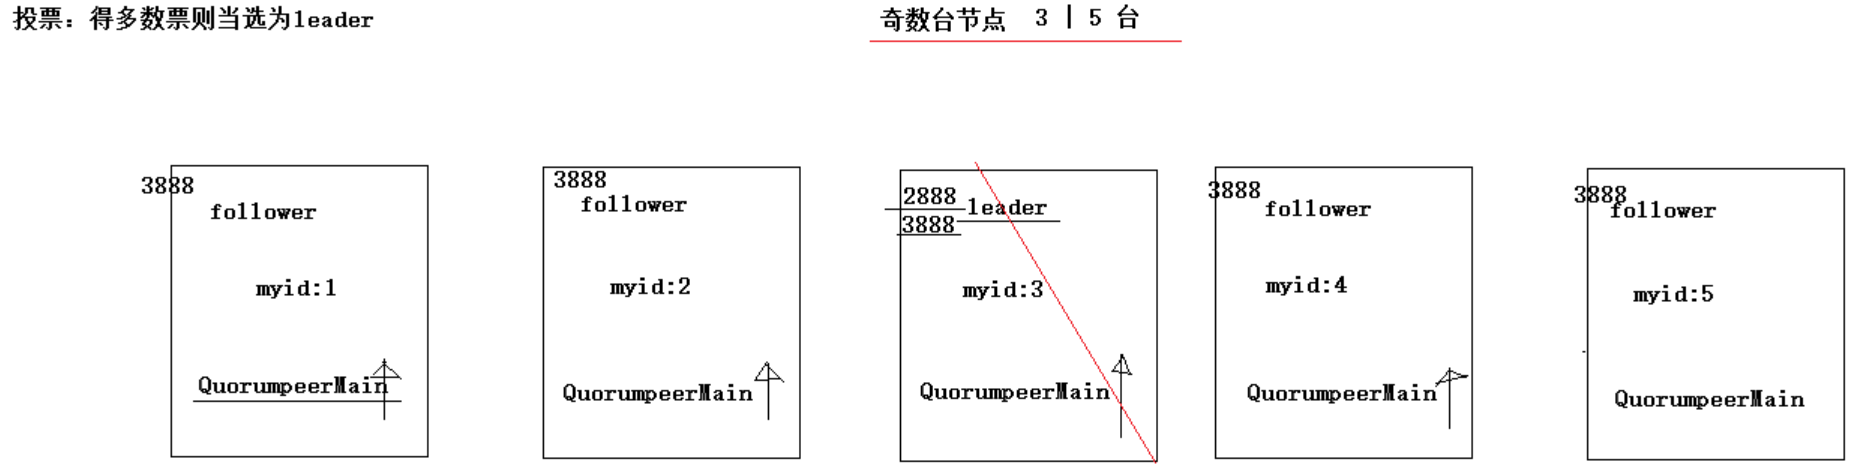 投票：得多数票则当选为leader
奇数台节点 3 | 5 台
3888
follower
myid:1
QuorumpeerMain
3888
follower
myid:2
QuorumpeerMain
2888
leader
3888
myid:3
QuorumpeerMain
3888
follower
myid:4
QuorumpeerMain
3888
follower
myid:5
QuorumpeerMain